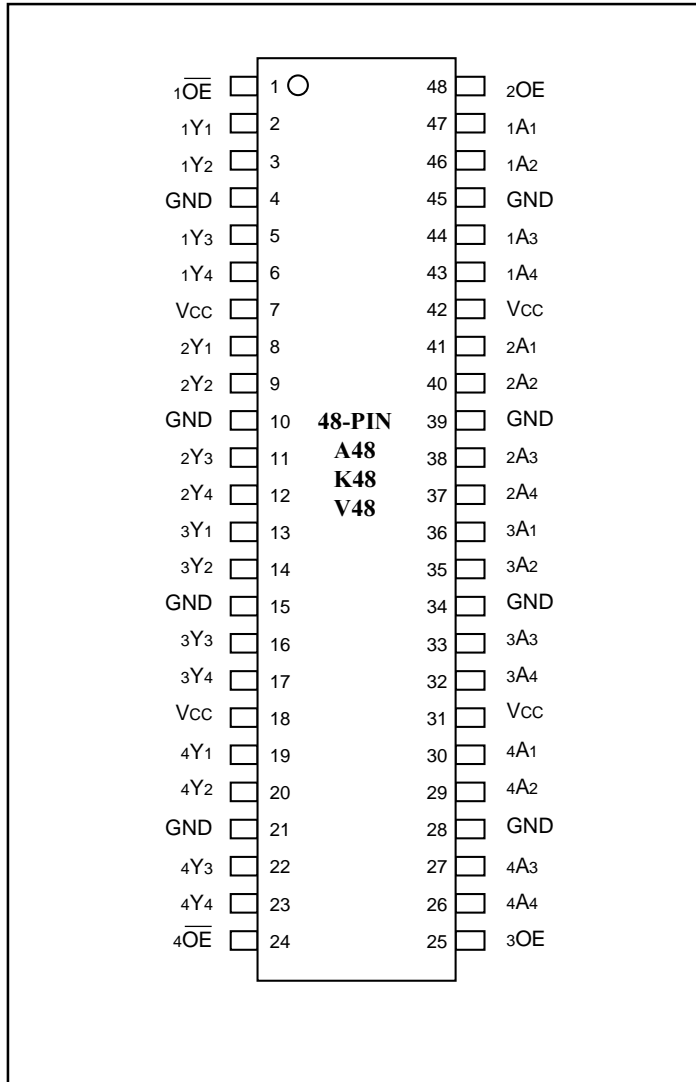 1O̅E̅ 1 48 2OE
1Y1 2 47 1A1
1Y2 3 46 1A2
GND 4 45 GND
1Y3 5 44 1A3
1Y4 6 43 1A4
VCC 7 42 VCC
2Y1 8 41 2A1
2Y2 9 40 2A2
GND 10 48-PIN 39 GND
2Y3 11 A48 38 2A3
K48
2Y4 12 37 2A4
V48
3Y1 13 36 3A1
3Y2 14 35 3A2
GND 15 34 GND
3Y3 16 33 3A3
3Y4 17 32 3A4
VCC 18 31 VCC
4Y1 19 30 4A1
4Y2 20 29 4A2
GND 21 28 GND
4Y3 22 27 4A3
4Y4 23 26 4A4
4O̅E̅ 24 25 3OE